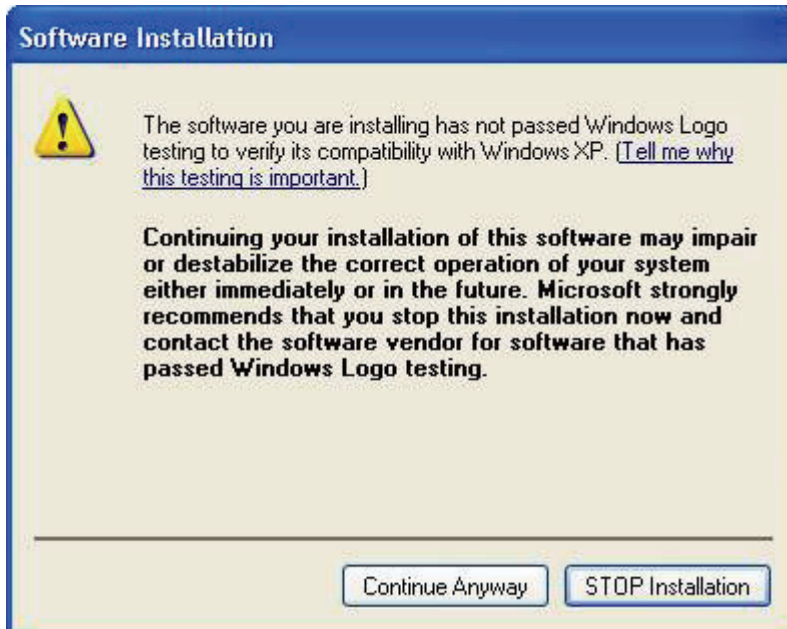 Software Installation
The software you are installing has not passed Windows Logo
testing to verify its compatibility with Windows XP. (Tell me why
this testing is important.)
Continuing your installation of this software may impair
or destabilize the correct operation of your system
either immediately or in the future. Microsoft strongly
recommends that you stop this installation now and
contact the software vendor for software that has
passed Windows Logo testing.
Continue Anyway
STOP Installation